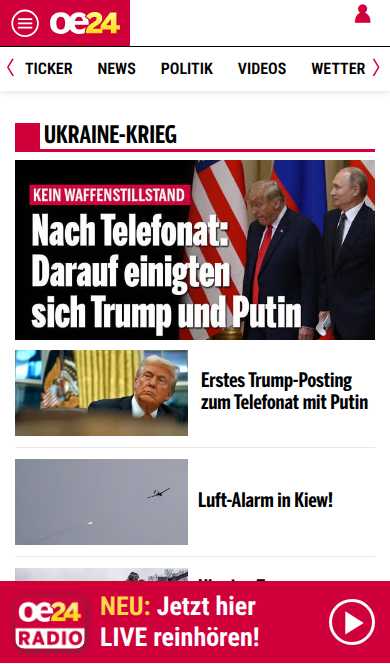 oe24
TICKER NEWS POLITIK VIDEOS WETTER
UKRAINE-KRIEG
KEIN WAFFENSTILLSTAND
Nach Telefonat:
Darauf einigten
sich Trump und Putin
Erstes Trump-Posting
zum Telefonat mit Putin
Luft-Alarm in Kiew!
oe24
RADIO
NEU: Jetzt hier
LIVE reinhören!